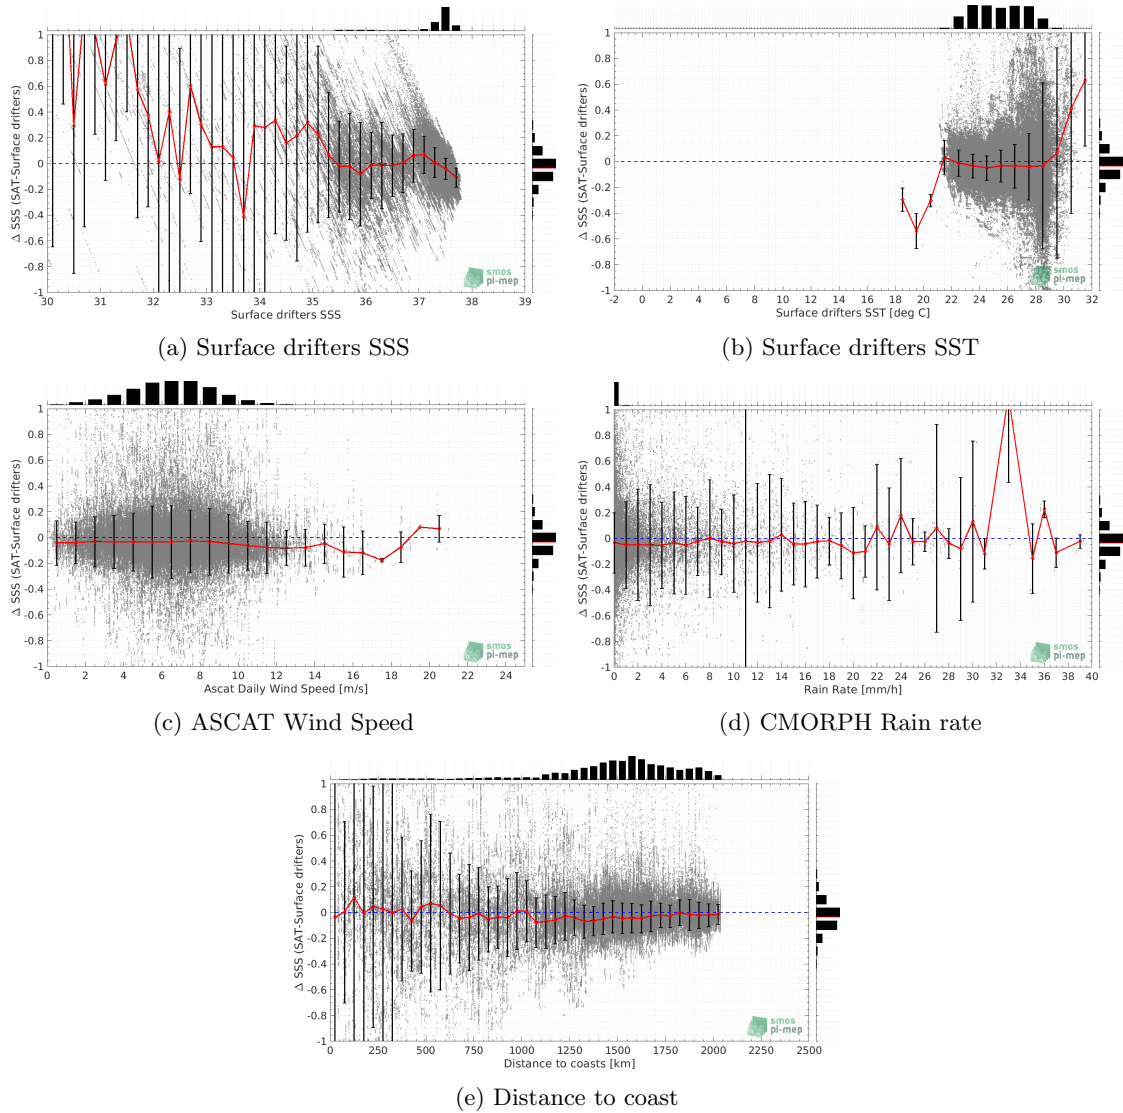 Δ SSS (SAT-Surface drifters)
1
0.8
0.6
0.4
0.2
0
-0.2
-0.4
-0.6
-0.8
-1
30 31 32 33 34 35 36 37 38 39
Surface drifters SSS
smos
pi-mep
(a) Surface drifters SSS
Δ SSS (SAT-Surface drifters)
1
0.8
0.6
0.4
0.2
0
-0.2
-0.4
-0.6
-0.8
-1
-2 0 2 4 6 8 10 12 14 16 18 20 22 24 26 28 30 32
Surface drifters SST [deg C]
smos
pi-mep
(b) Surface drifters SST
Δ SSS (SAT-Surface drifters)
1
0.8
0.6
0.4
0.2
0
-0.2
-0.4
-0.6
-0.8
-1
0 2 4 6 8 10 12 14 16 18 20 22 24
Ascat Daily Wind Speed [m/s]
smos
pi-mep
(c) ASCAT Wind Speed
Δ SSS (SAT-Surface drifters)
1
0.8
0.6
0.4
0.2
0
-0.2
-0.4
-0.6
-0.8
-1
0 2 4 6 8 10 12 14 16 18 20 22 24 26 28 30 32 34 36 38 40
Rain Rate [mm/h]
smos
pi-mep
(d) CMORPH Rain rate
Δ SSS (SAT-Surface drifters)
1
0.8
0.6
0.4
0.2
0
-0.2
-0.4
-0.6
-0.8
-1
0 250 500 750 1000 1250 1500 1750 2000 2250 2500
Distance to coasts [km]
smos
pi-mep
(e) Distance to coast